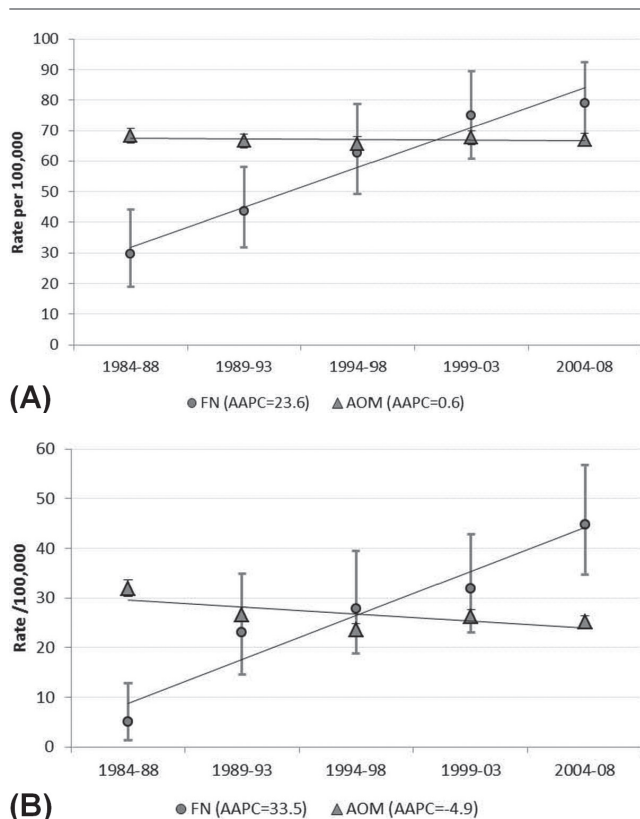 100
90
80
70
60
50
40
30
20
10
0
Rate per 100,000
1984-88 1989-93 1994-98 1999-03 2004-08
(A)
FN (AAPC=23.6) AOM (AAPC=0.6)
60
50
40
30
20
10
0
Rate /100,000
1984-88 1989-93 1994-98 1999-03 2004-08
(B)
FN (AAPC=33.5) AOM (AAPC=-4.9)